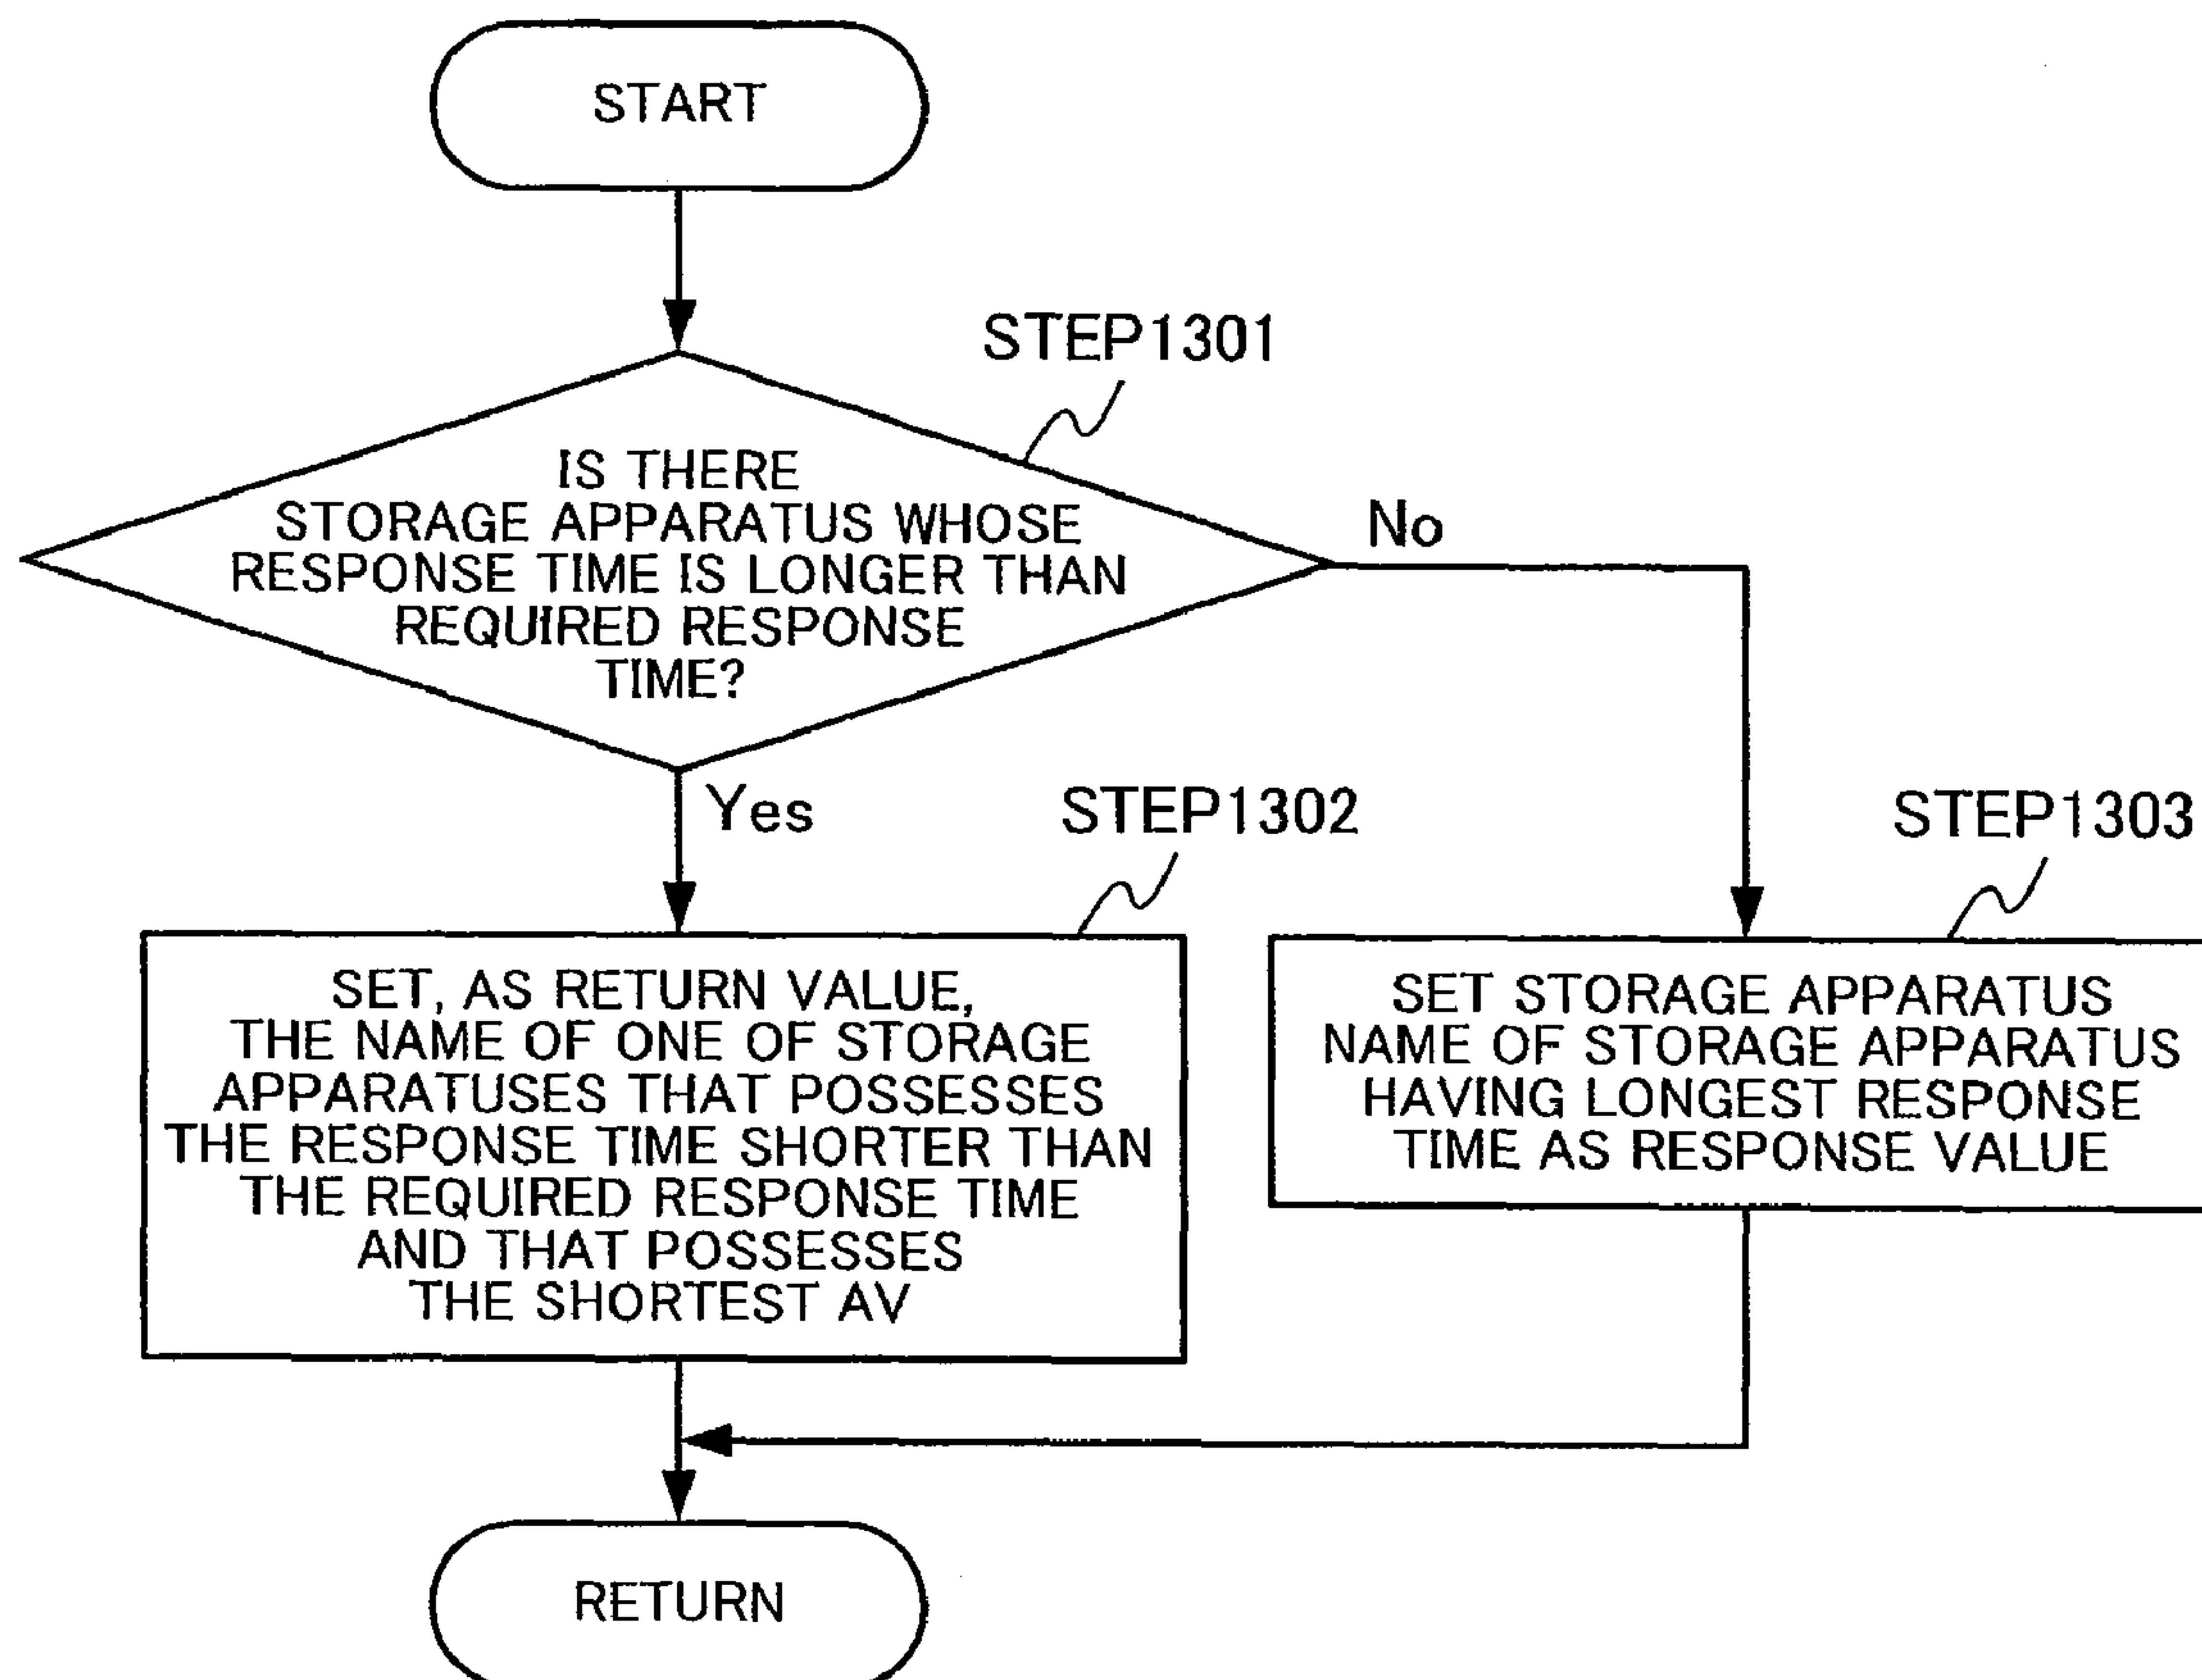 START
STEP1301
IS THERE
STORAGE APPARATUS WHOSE
RESPONSE TIME IS LONGER THAN
REQUIRED RESPONSE
TIME?
No
Yes
STEP1302
SET, AS RETURN VALUE,
THE NAME OF ONE OF STORAGE
APPARATUSES THAT POSSESSES
THE RESPONSE TIME SHORTER THAN
THE REQUIRED RESPONSE TIME
AND THAT POSSESSES
THE SHORTEST AV
STEP1303
SET STORAGE APPARATUS
NAME OF STORAGE APPARATUS
HAVING LONGEST RESPONSE
TIME AS RESPONSE VALUE
RETURN